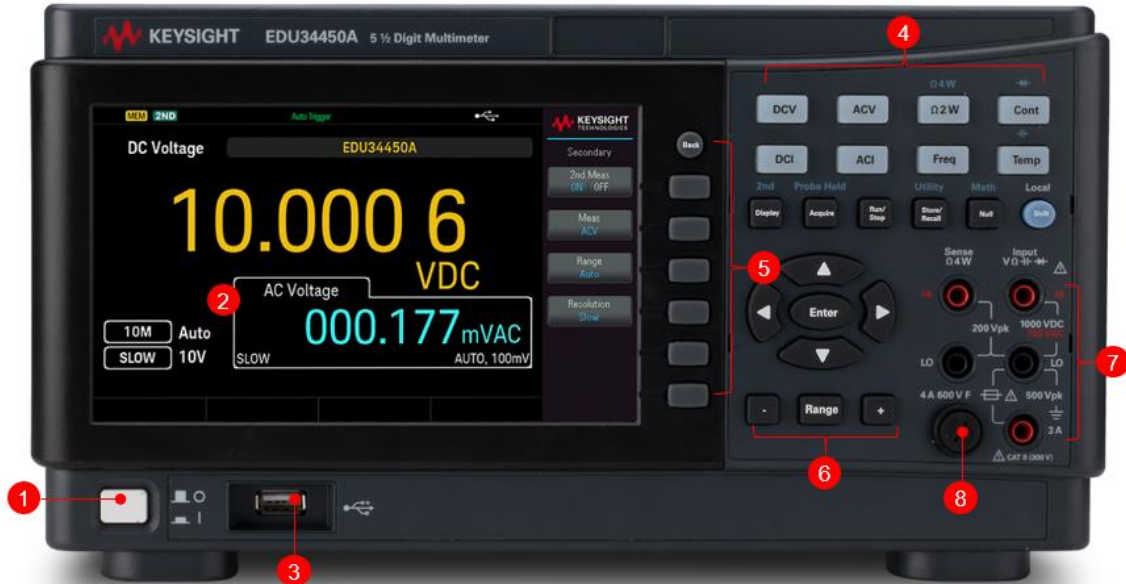 KEYSIGHT EDU34450A 5 ½ Digit Multimeter
4
MEM 2ND Auto Trigger
KEYSIGHT
TECHNOLOGIES
DC Voltage EDU34450A
Secondary
2nd Meas
ON OFF
Meas
ACV
Range
Auto
Resolution
Slow
10.000 6
VDC
2
AC Voltage
000.177 mVAC
SLOW AUTO, 100mV
10M Auto
SLOW 10V
Back
5
Ω4W
DCV ACV Ω2W Cont
DCI ACI Freq Temp
2nd Probe Hold Utility Math Local
Display Acquire Run/
Stop Store/
Recall Null Shift
Enter
- Range +
6
Sense
Ω4W
Input
VΩ
HI HI
200 Vpk 1000 VDC
750 VAC
LO LO
4 A 600 V F 500 Vpk
3 A
CAT II (300 V)
7
8
1
3